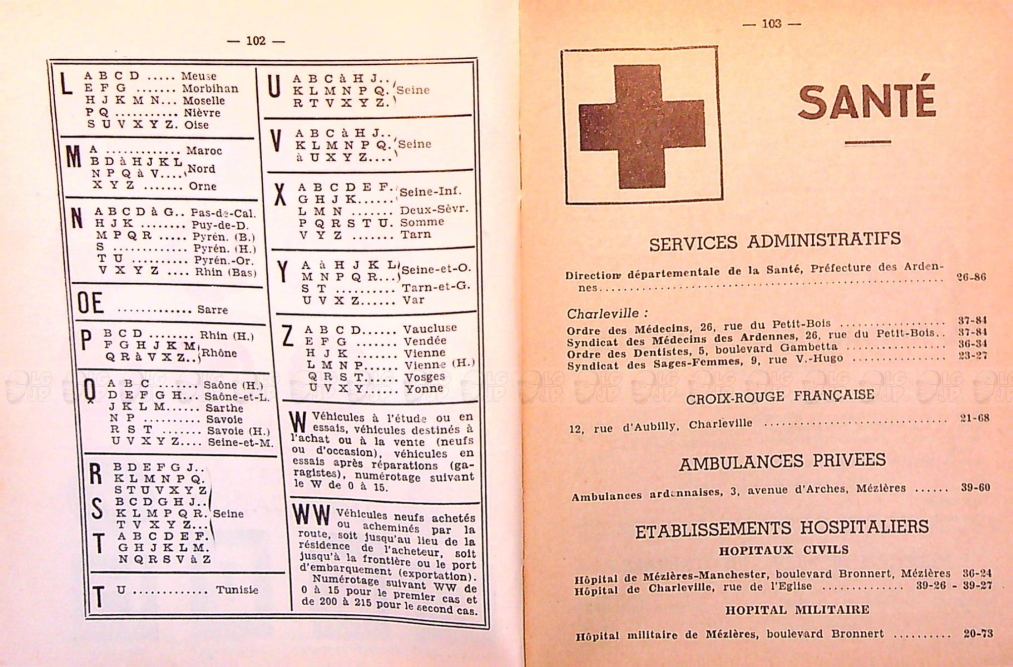 — 102 —
L A B C D ..... Meuse
E F G ....... Morbihan
H J K M N... Moselle
P Q .......... Nièvre
S U V X Y Z. Oise
M A ............. Maroc
B D à H J K L
N P Q à V.... Nord
X Y Z ....... Orne
N A B C D à G.. Pas-de-Cal.
H J K ........ Puy-de-D.
M P Q R ..... Pyrén. (B.)
S ............. Pyrén. (H.)
T U .......... Pyrén.-Or.
V X Y Z .... Rhin (Bas)
OE ............. Sarre
P B C D ........ Rhin (H.)
F G H J K M
Q R à V X Z.. Rhône
Q A B C ........ Saône (H.)
D E F G H... Saône-et-L.
J K L M...... Sarthe
N P .......... Savoie
R S T ....... Savoie (H.)
U V X Y Z.... Seine-et-M.
R B D E F G J..
K L M N P Q.
S T U V X Y Z
S B C D G H J..
K L M P Q R. Seine
T V X Y Z...
T A B C D E F.
G H J K L M.
N Q R S V à Z
T U ............. Tunisie
U A B C à H J..
K L M N P Q. Seine
R T V X Y Z.
V A B C à H J..
K L M N P Q.. Seine
à U X Y Z....
X A B C D E F. Seine-Inf.
G H J K......
L M N ....... Deux-Sèvr.
P Q R S T U. Somme
V Y Z ....... Tarn
Y A à H J K L Seine-et-O.
M N P Q R...
S T .......... Tarn-et-G.
U V X Z...... Var
Z A B C D...... Vaucluse
E F G ........ Vendée
H J K ........ Vienne
L M N P...... Vienne (H.)
Q R S T...... Vosges
U V X Y..... Yonne
W Véhicules à l'étude ou en
essais, véhicules destinés à
l'achat ou à la vente (neufs
ou d'occasion), véhicules en
essais après réparations (ga-
ragistes), numérotage suivant
le W de 0 à 15.
WW Véhicules neufs achetés
ou acheminés par la
route, soit jusqu'au lieu de la
résidence de l'acheteur, soit
jusqu'à la frontière ou le port
d'embarquement (exportation).
Numérotage suivant WW de
0 à 15 pour le premier cas et
de 200 à 215 pour le second cas.
— 103 —
SANTÉ
SERVICES ADMINISTRATIFS
Direction départementale de la Santé, Préfecture des Arden-
nes.......................................................... 26-86
Charleville :
Ordre des Médecins, 26, rue du Petit-Bois ................. 37-84
Syndicat des Médecins des Ardennes, 26, rue du Petit-Bois.. 37-84
Ordre des Dentistes, 5, boulevard Gambetta ................ 36-34
Syndicat des Sages-Femmes, 9, rue V.-Hugo ............... 23-27
CROIX-ROUGE FRANÇAISE
12, rue d'Aubilly, Charleville .............................. 21-68
AMBULANCES PRIVEES
Ambulances ardennaises, 3, avenue d'Arches, Mézières ...... 39-60
ETABLISSEMENTS HOSPITALIERS
HOPITAUX CIVILS
Hôpital de Mézières-Manchester, boulevard Bronnert, Mézières 36-24
Hôpital de Charleville, rue de l'Eglise ............ 39-26 - 39-27
HOPITAL MILITAIRE
Hôpital militaire de Mézières, boulevard Bronnert .......... 20-73